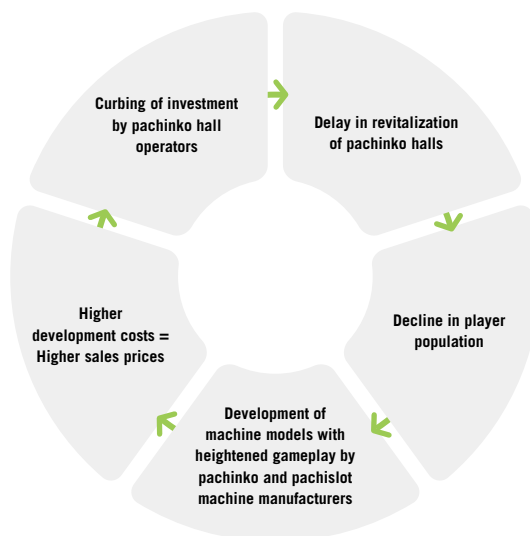 Curbing of investment
by pachinko hall
operators
Delay in revitalization
of pachinko halls
Decline in player
population
Development of
machine models with
heightened gameplay by
pachinko and pachislot
machine manufacturers
Higher
development costs =
Higher sales prices